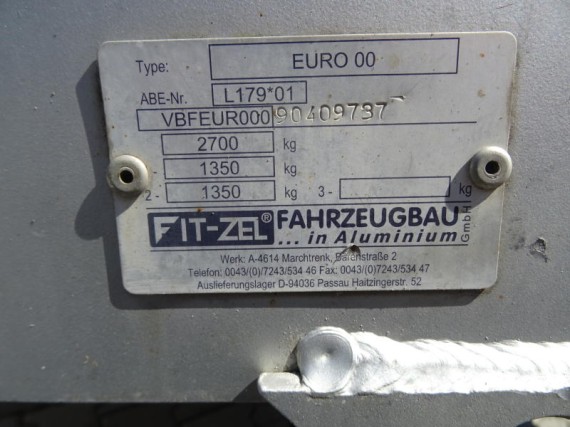 Type: EURO 00
ABE-Nr. L179*01
VBFEUR00090409737
2700 kg
1350 kg
2- 1350 kg 3- kg
FIT-ZEL® FAHRZEUGBAU GmbH
... in Aluminium
Werk: A-4614 Marchtrenk, Bärenstraße 2
Telefon: 0043/(0)/7243/534 46 Fax: 0043/(0)/7243/534 47
Auslieferungslager D-94036 Passau Haitzingerstr. 52